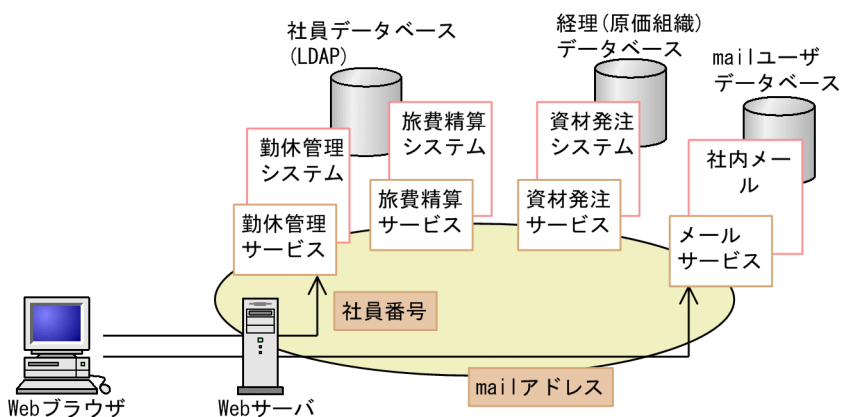 社員データベース
(LDAP)
経理(原価組織)
データベース
mailユーザ
データベース
勤休管理
システム
旅費精算
システム
資材発注
システム
社内メー
ル
勤休管理
サービス
旅費精算
サービス
資材発注
サービス
メール
サービス
社員番号
mailアドレス
Webブラウザ
Webサーバ